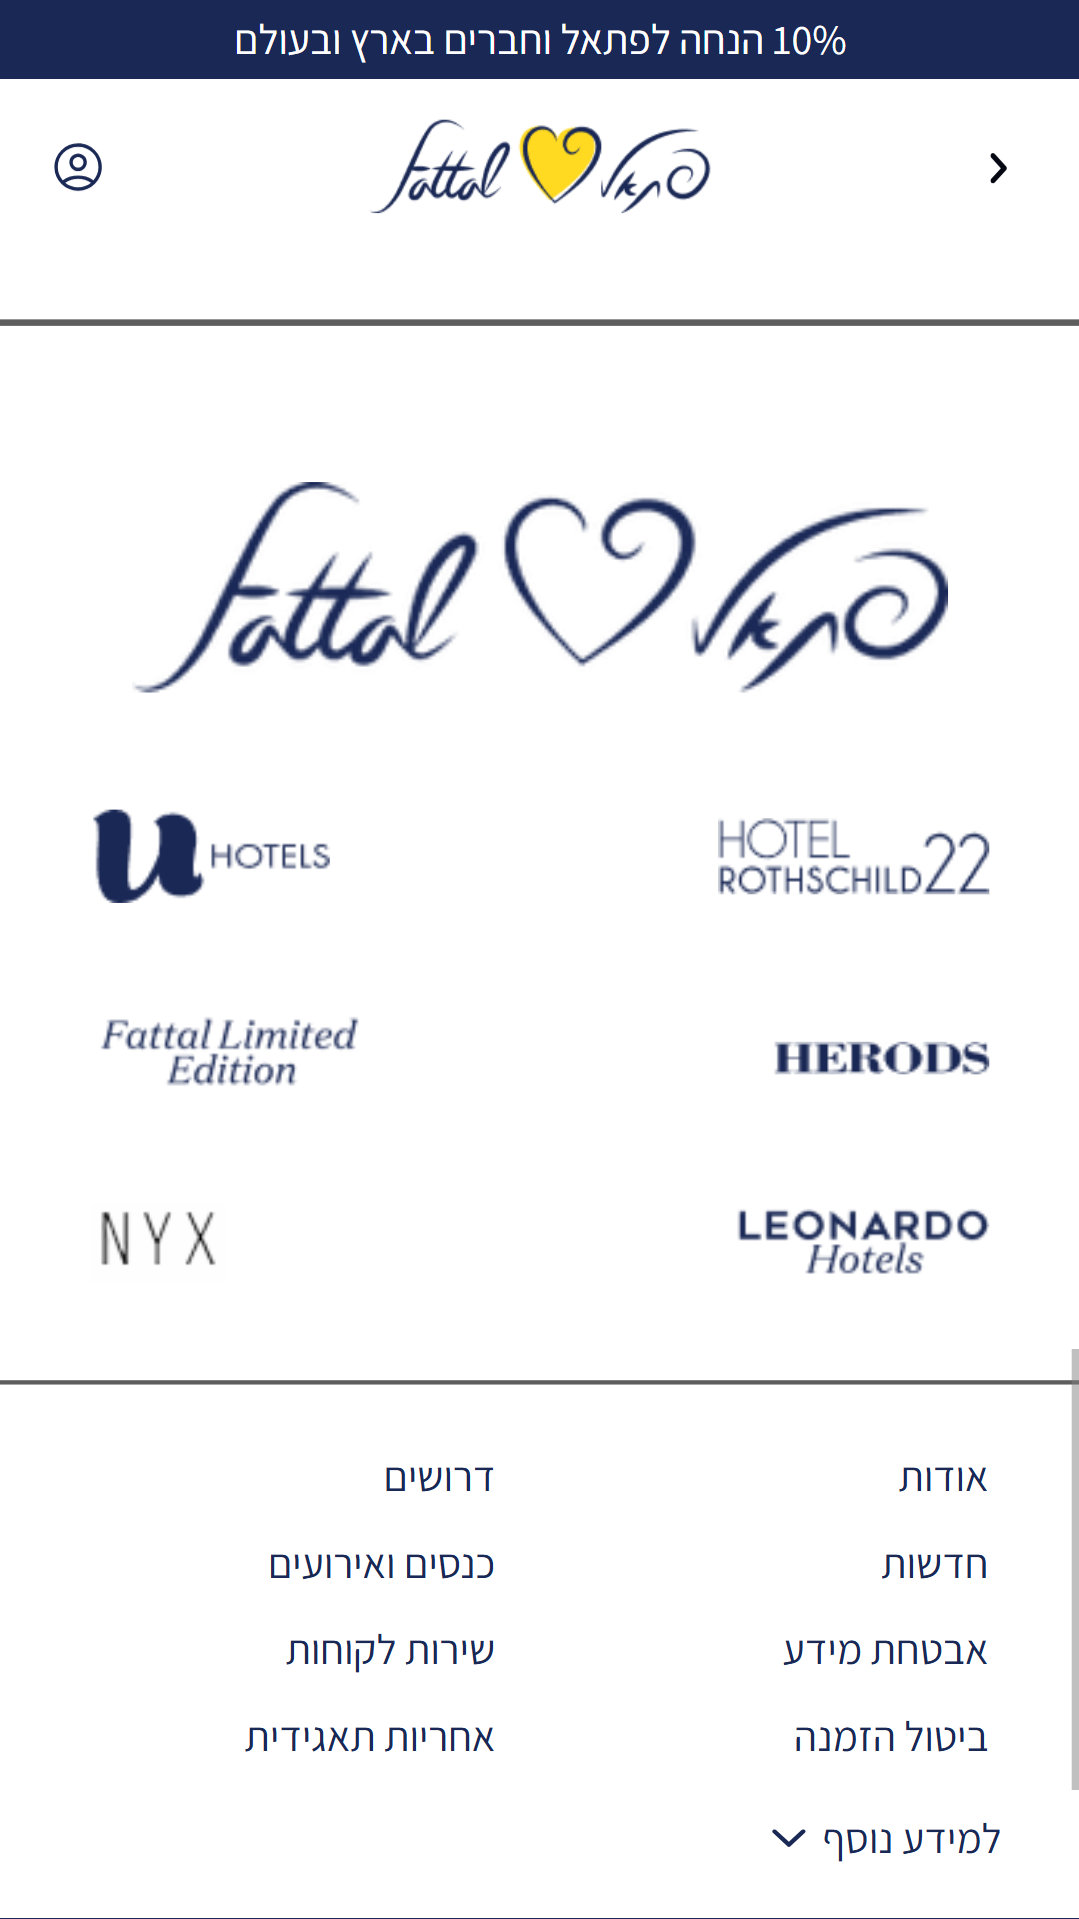 10% הנחה לפתאל וחברים בארץ ובעולם
פתאל Fattal
פתאל Fattal
HOTEL
ROTHSCHILD 22
u HOTELS
HERODS
Fattal Limited
Edition
LEONARDO
Hotels
NYX
אודות
דרושים
חדשות
כנסים ואירועים
אבטחת מידע
שירות לקוחות
ביטול הזמנה
אחריות תאגידית
למידע נוסף